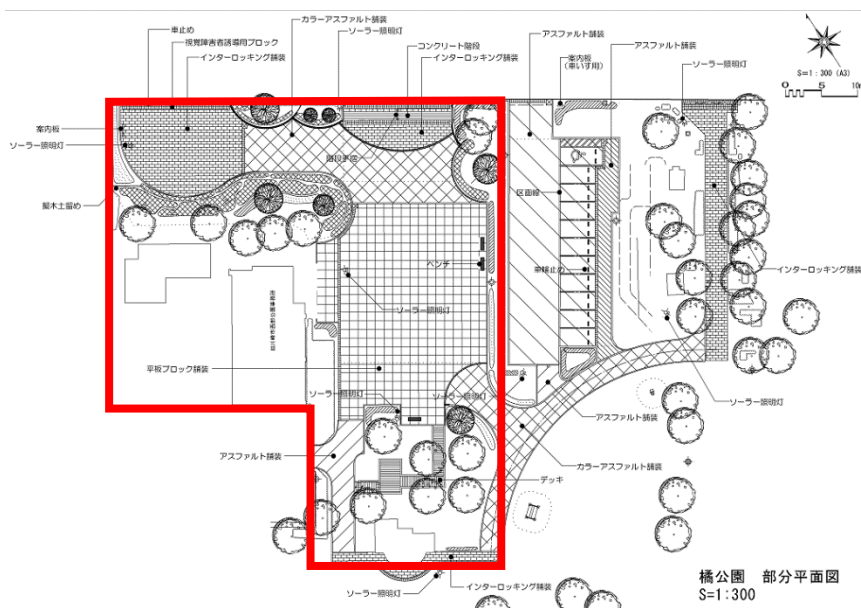 車止め
視覚障害者誘導用ブロック
インターロッキング舗装
カラーアスファルト舗装
ソーラー照明灯
コンクリート階段
インターロッキング舗装
アスファルト舗装
案内板
(車いす用)
アスファルト舗装
ソーラー照明灯
S=1:300 (A3)
0 5 10m
案内板
ソーラー照明灯
区画線
ベンチ
車輪止め
インターロッキング舗装
ソーラー照明灯
平板ブロック舗装
ソーラー照明灯
ソーラー照明灯
ソーラー照明灯
アスファルト舗装
アスファルト舗装
カラーアスファルト舗装
デッキ
インターロッキング舗装
ソーラー照明灯
橘公園 部分平面図
S=1:300